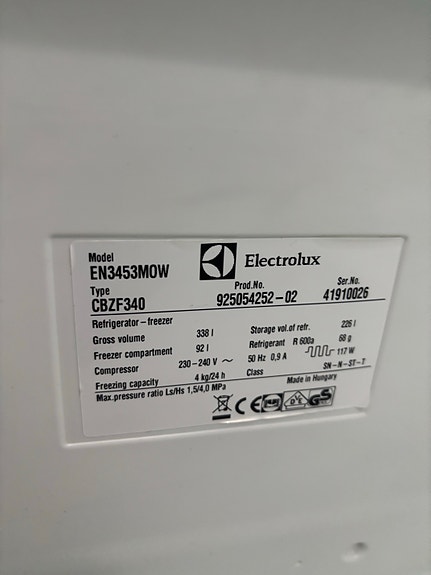 Model
EN3453MOW
Electrolux
Type
CBZF340
Prod.No.
925054252-02
Ser.No.
41910026
Refrigerator-freezer
Gross volume 338 l Storage vol.of refr. 226 l
Freezer compartment 92 l Refrigerant R 600a 68 g
Compressor 230-240 V ~ 50 Hz 0,9 A 117 W
Freezing capacity 4 kg/24 h Class SN-N-ST-T
Max.pressure ratio Ls/Hs 1,5/4,0 MPa Made in Hungary
CE VDE GS